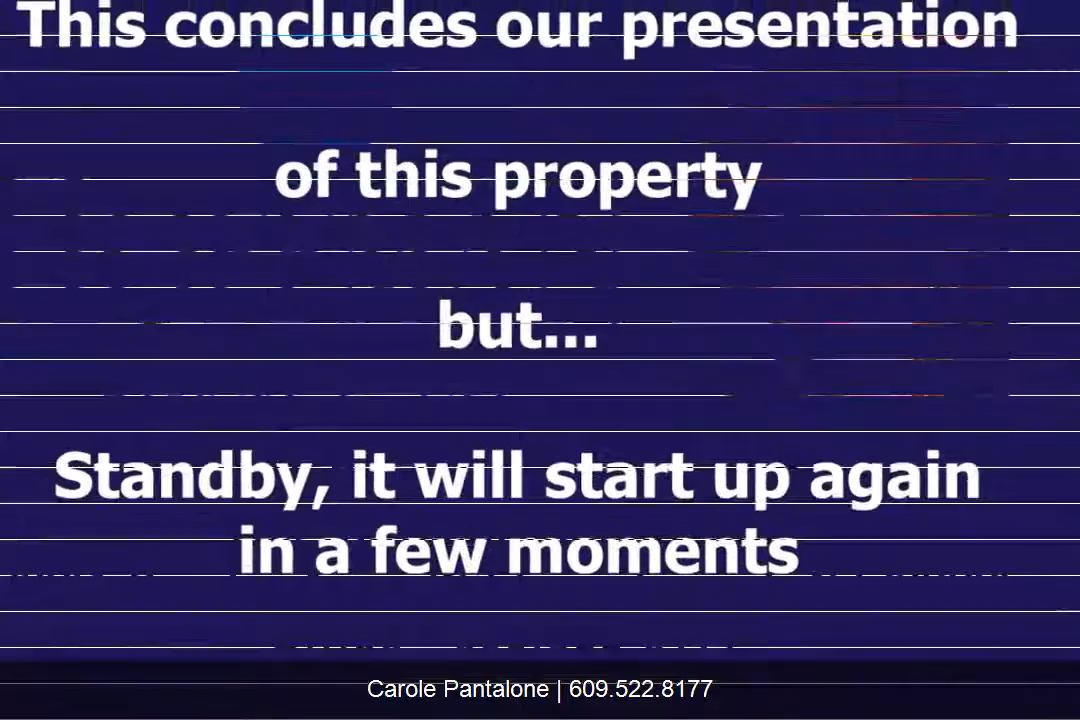 This concludes our presentation
of this property
but...
Standby, it will start up again
in a few moments
Carole Pantalone | 609.522.8177